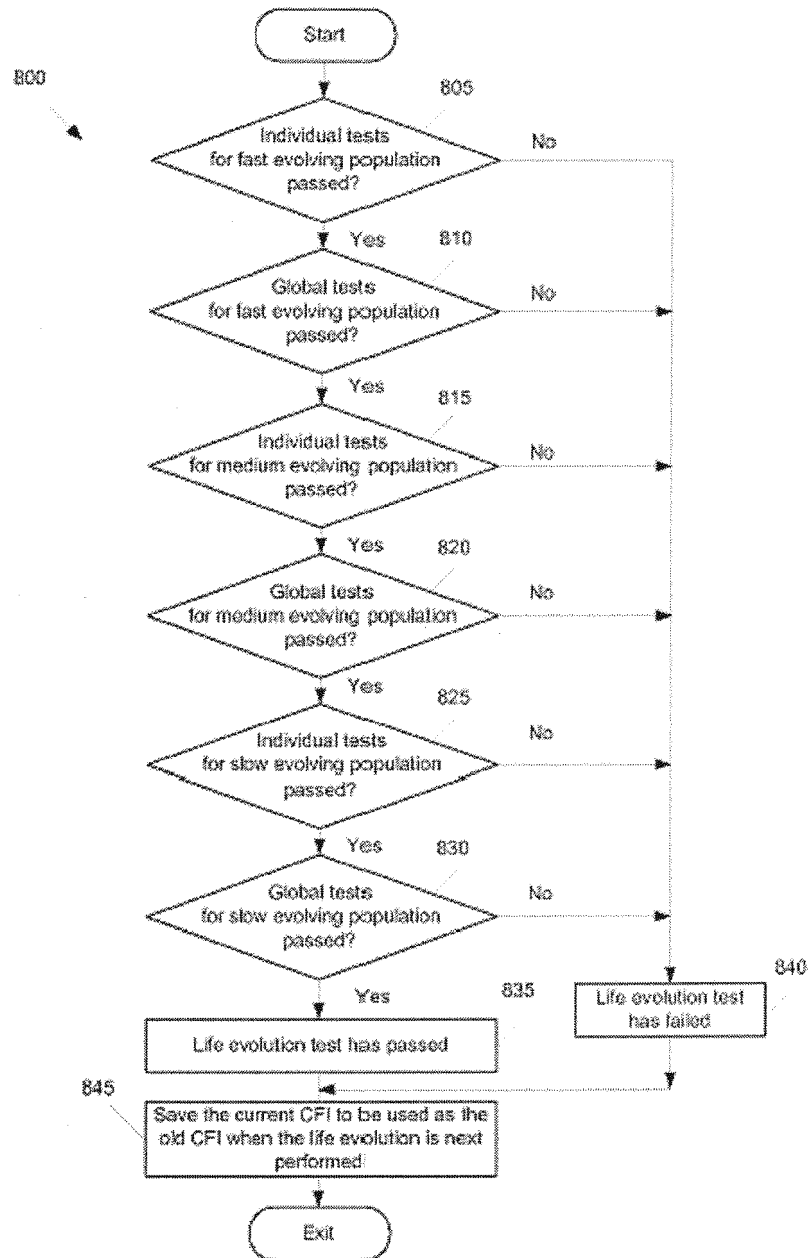 Start
800
805
Individual tests
for fast evolving population
passed?
No
Yes
810
Global tests
for fast evolving population
passed?
No
Yes
815
Individual tests
for medium evolving population
passed?
No
Yes
820
Global tests
for medium evolving population
passed?
No
Yes
825
Individual tests
for slow evolving population
passed?
No
Yes
830
Global tests
for slow evolving population
passed?
No
Yes
835
Life evolution test has passed
840
Life evolution test
has failed
845
Save the current CFI to be used as the
old CFI when the life evolution is next
performed
Exit